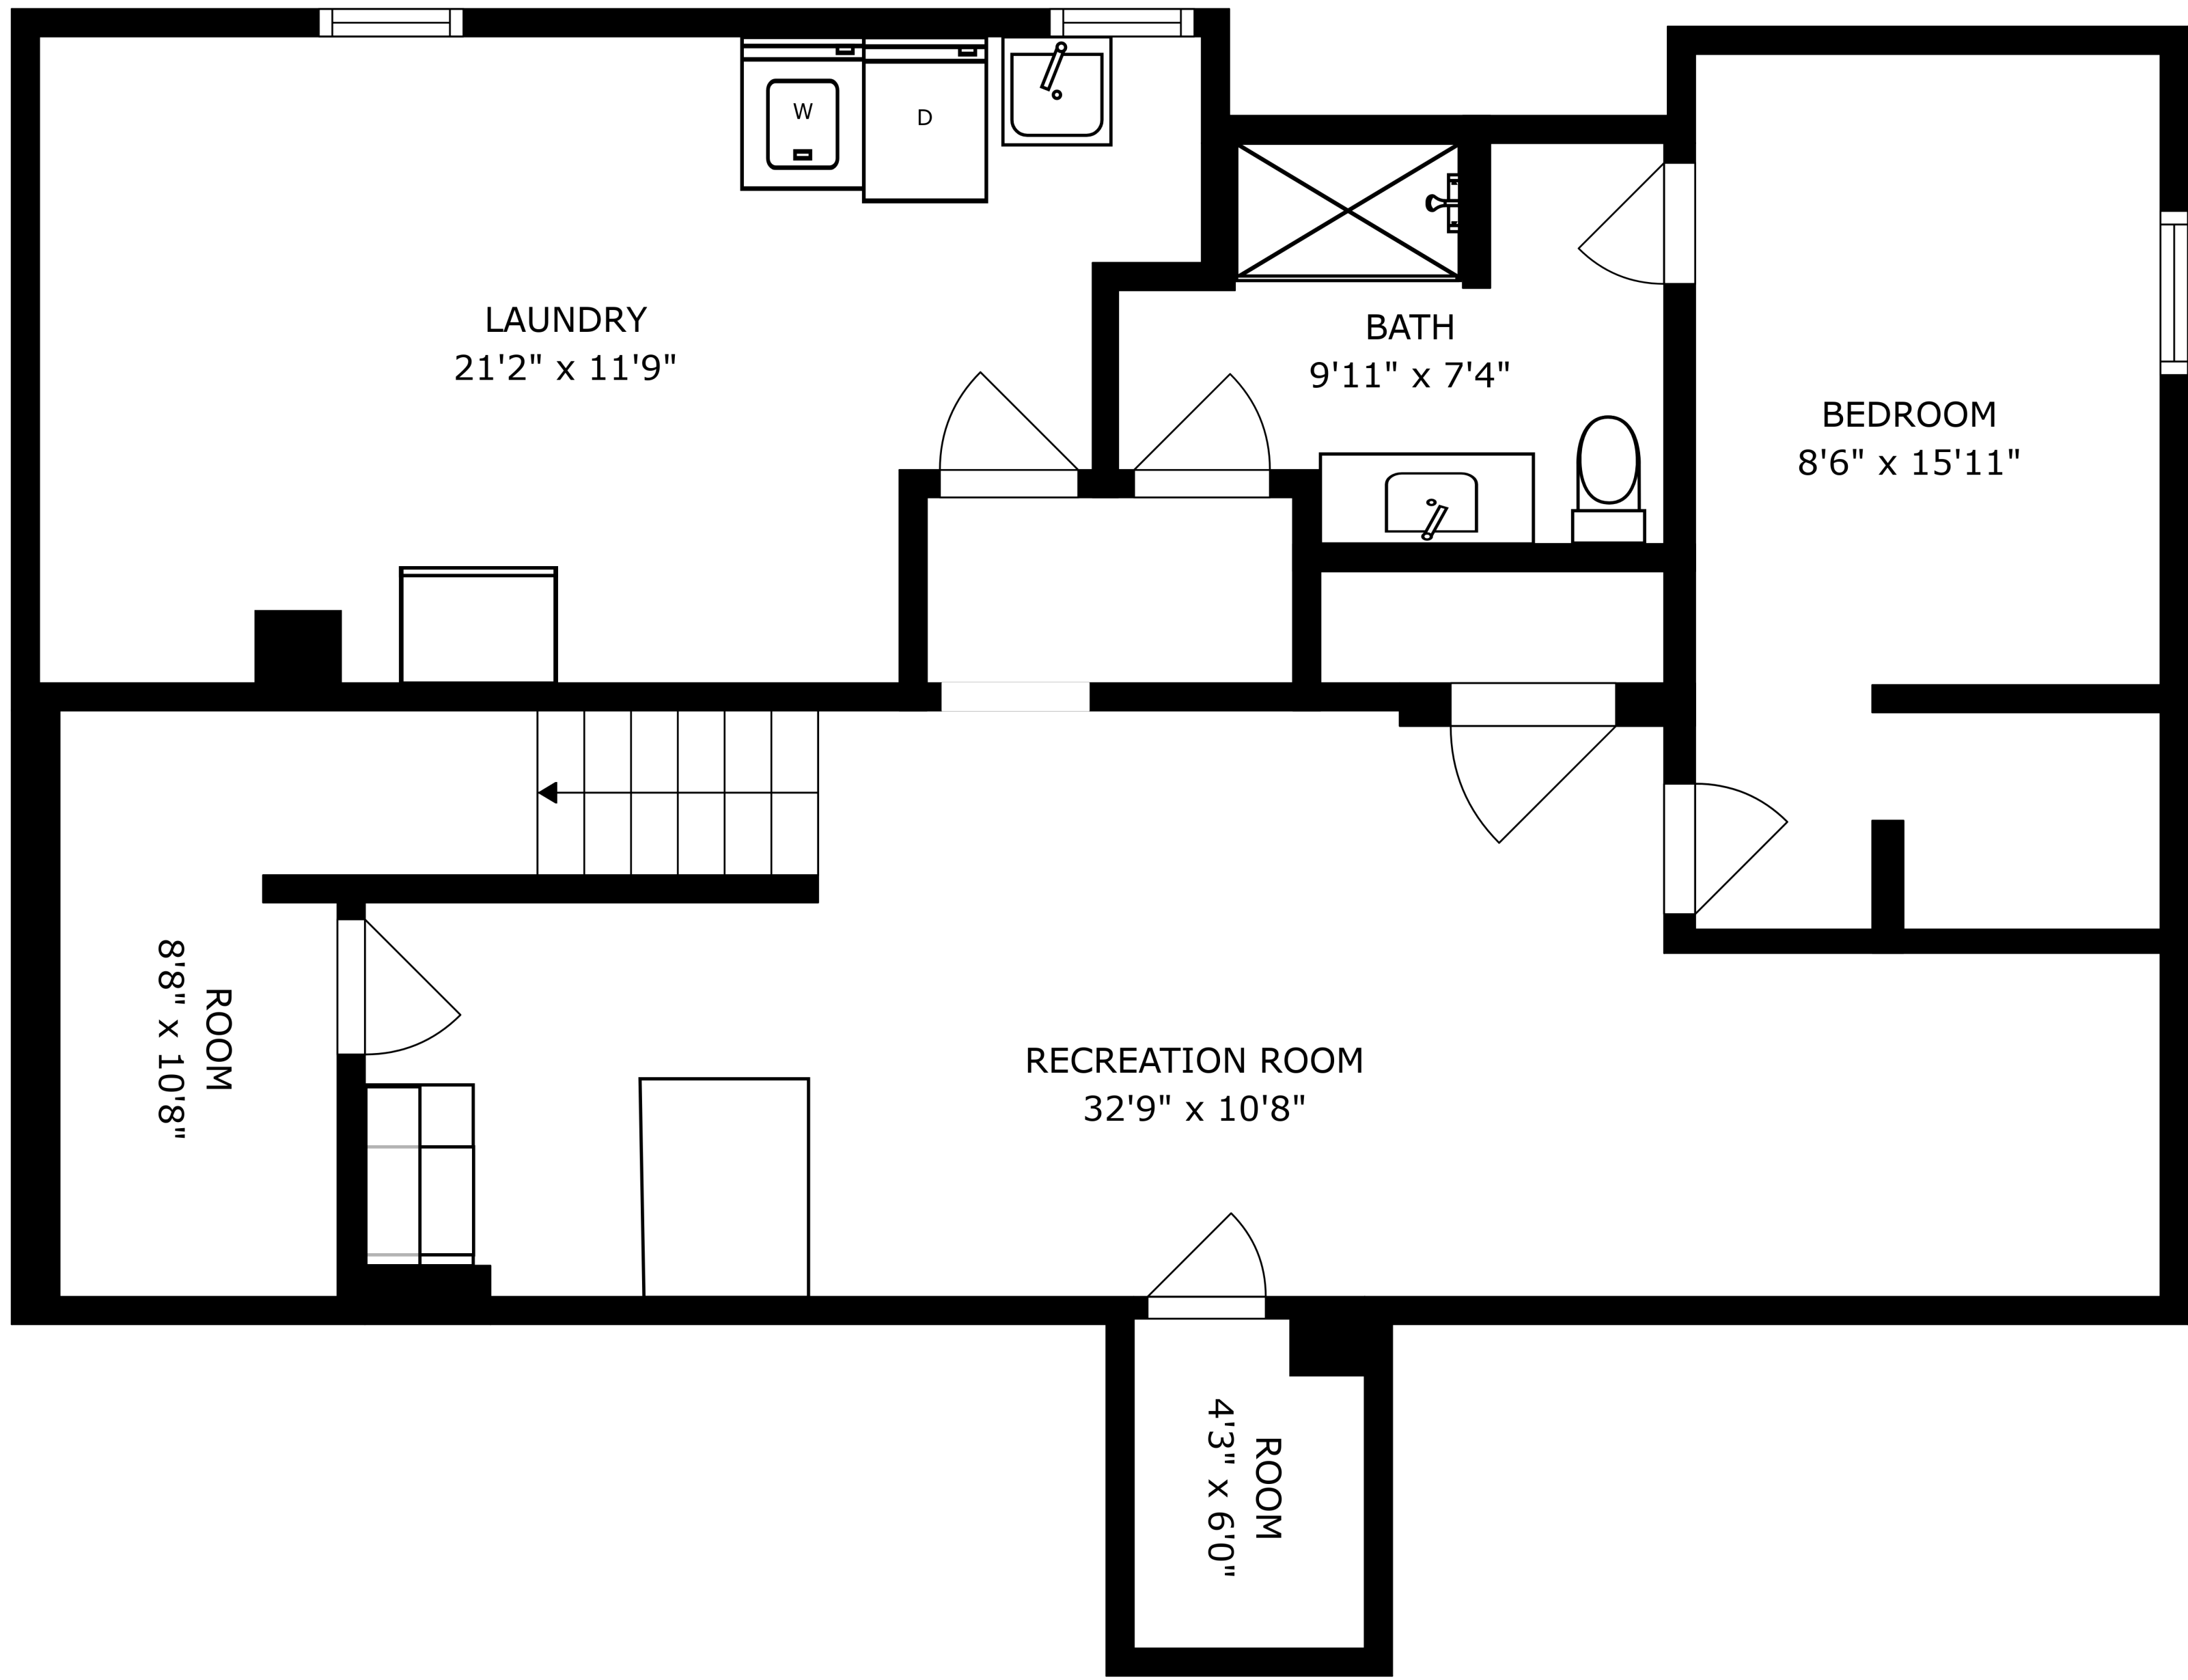 W
D
LAUNDRY
21'2" x 11'9"
BATH
9'11" x 7'4"
BEDROOM
8'6" x 15'11"
ROOM
8'8" x 10'8"
RECREATION ROOM
32'9" x 10'8"
ROOM
4'3" x 6'0"